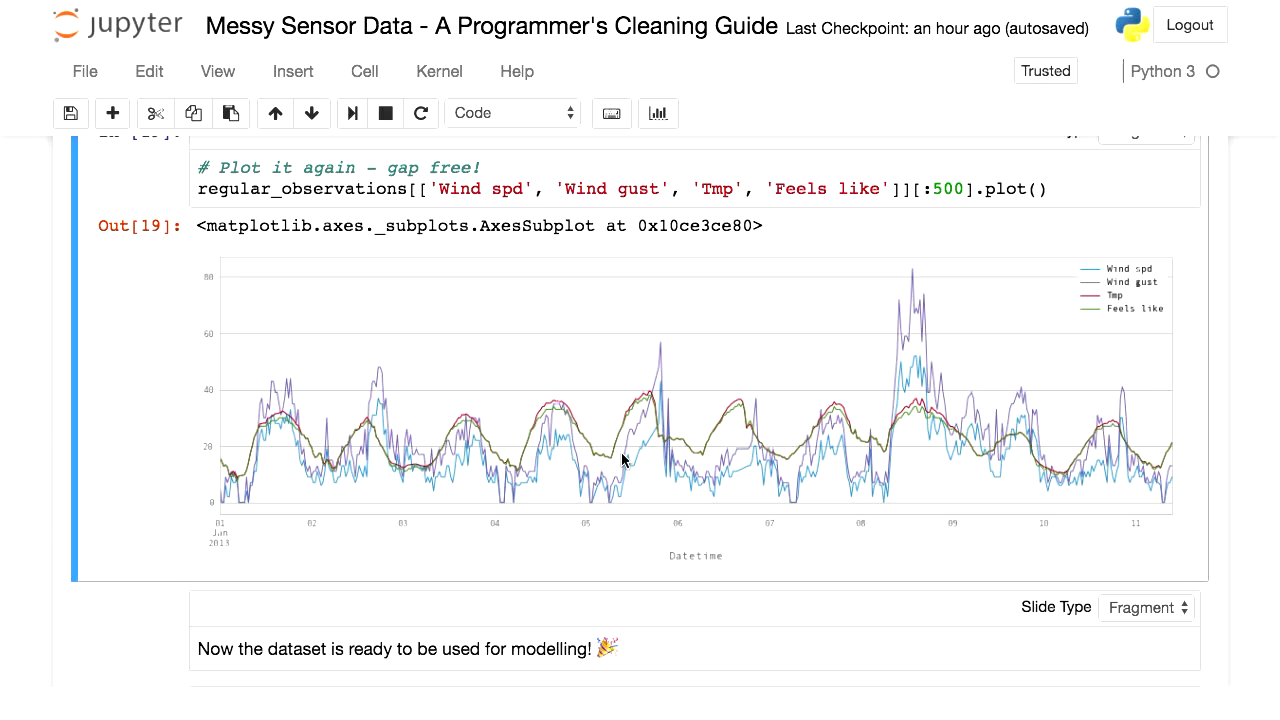 jupyter Messy Sensor Data - A Programmer's Cleaning Guide Last Checkpoint: an hour ago (autosaved) Logout
File Edit View Insert Cell Kernel Help Trusted Python 3
Code
# Plot it again - gap free!
regular_observations[['Wind spd', 'Wind gust', 'Tmp', 'Feels like']][:500].plot()
Out[19]: <matplotlib.axes._subplots.AxesSubplot at 0x10ce3ce80>
Wind spd
Wind gust
Tmp
Feels like
80
60
40
20
0
01 02 03 04 05 06 07 08 09 10 11
Jan
2013
Datetime
Slide Type Fragment
Now the dataset is ready to be used for modelling! 🎉